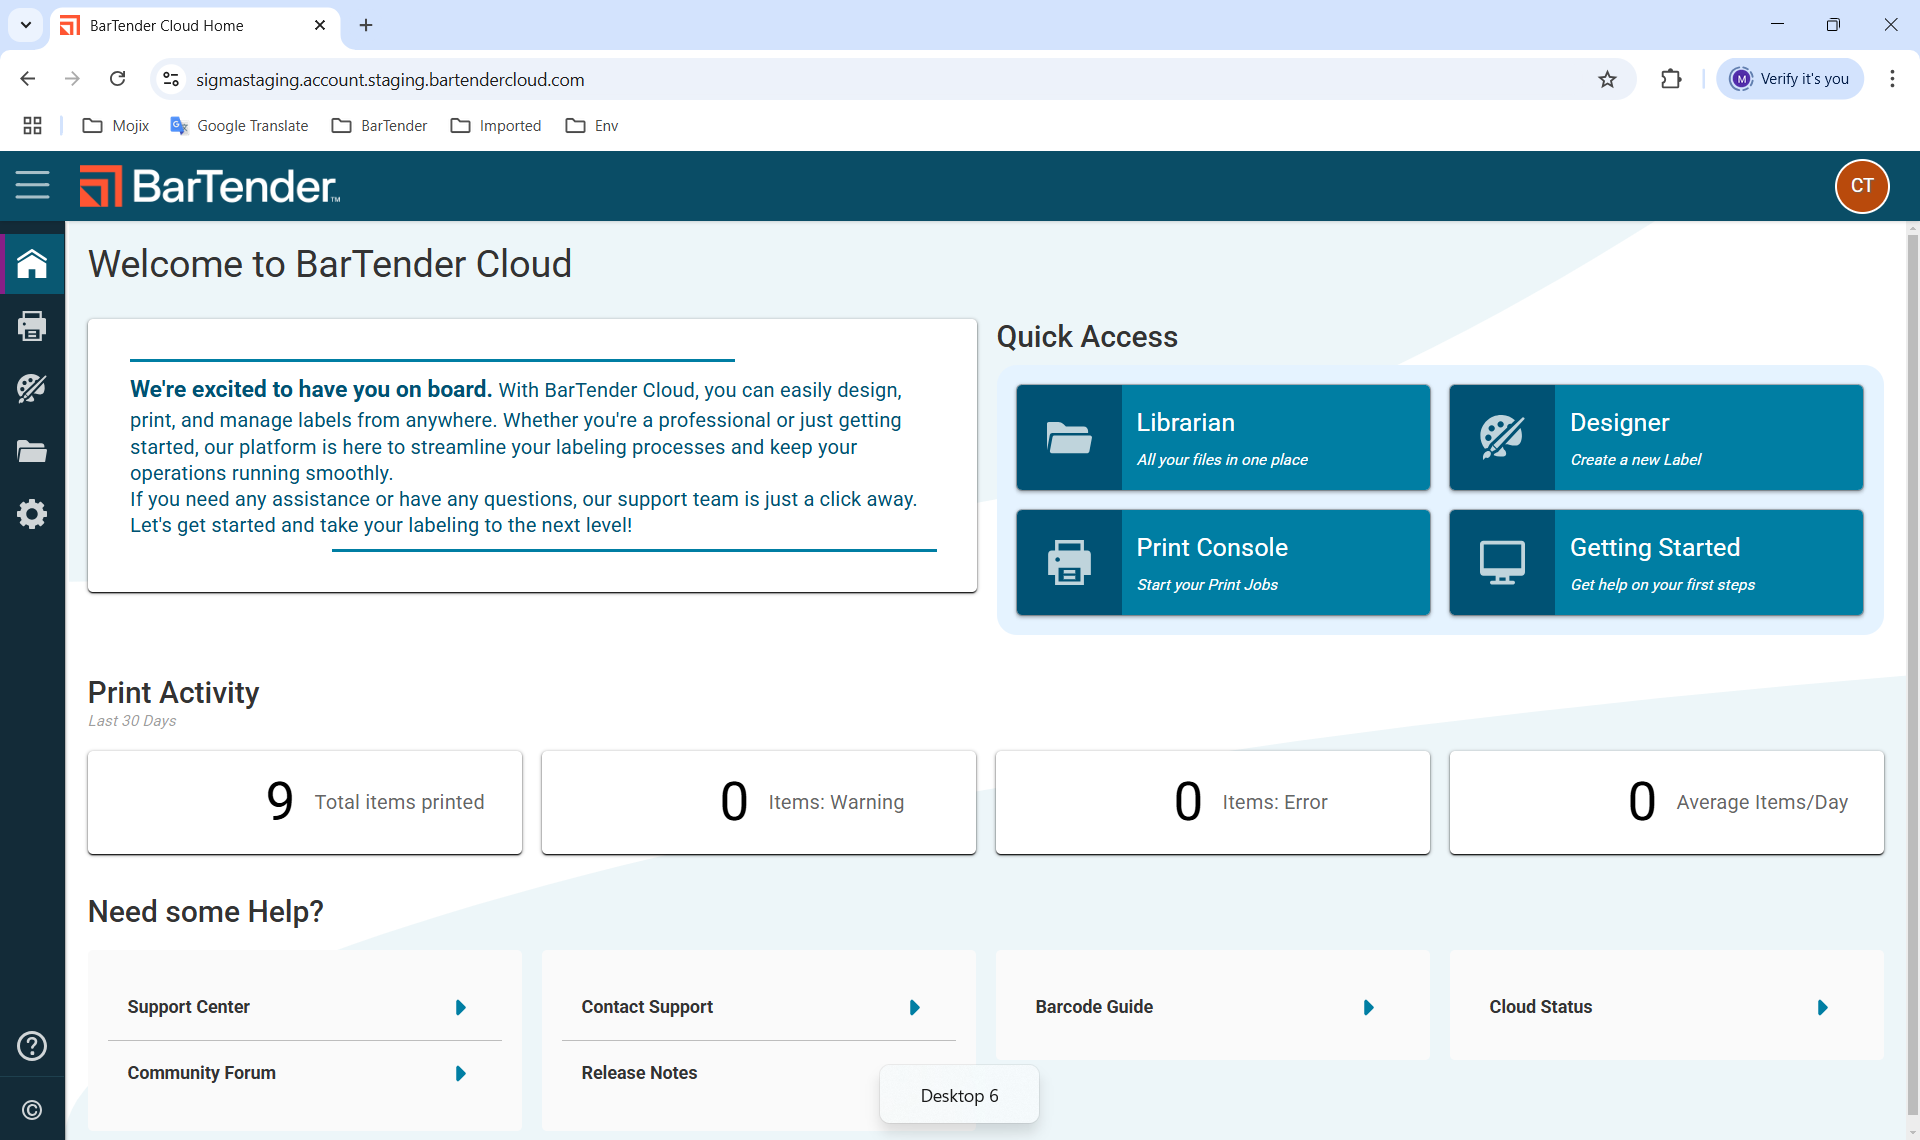 BarTender Cloud Home
sigmastaging.account.staging.bartendercloud.com
M
Verify it's you
Mojix
Google Translate
BarTender
Imported
Env
BarTender™
CT
Welcome to BarTender Cloud
We're excited to have you on board. With BarTender Cloud, you can easily design,
print, and manage labels from anywhere. Whether you're a professional or just getting
started, our platform is here to streamline your labeling processes and keep your
operations running smoothly.
If you need any assistance or have any questions, our support team is just a click away.
Let's get started and take your labeling to the next level!
Quick Access
Librarian
All your files in one place
Designer
Create a new Label
Print Console
Start your Print Jobs
Getting Started
Get help on your first steps
Print Activity
Last 30 Days
9 Total items printed
0 Items: Warning
0 Items: Error
0 Average Items/Day
Need some Help?
Support Center
Contact Support
Barcode Guide
Cloud Status
Community Forum
Release Notes
Desktop 6